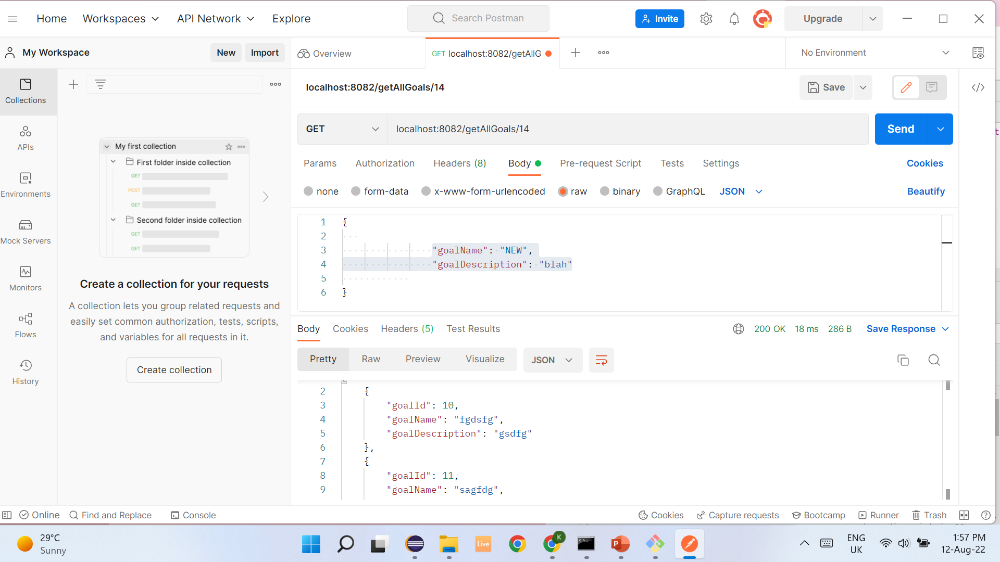 Home
Workspaces
API Network
Explore
Search Postman
Invite
Upgrade
My Workspace
New
Import
Overview
GET localhost:8082/getAllG
No Environment
Collections
APIs
Environments
Mock Servers
Monitors
Flows
History
My first collection
First folder inside collection
GET
POST
GET
Second folder inside collection
GET
GET
Create a collection for your requests
A collection lets you group related requests and
easily set common authorization, tests, scripts,
and variables for all requests in it.
Create collection
localhost:8082/getAllGoals/14
Save
GET
localhost:8082/getAllGoals/14
Send
Params
Authorization
Headers (8)
Body
Pre-request Script
Tests
Settings
Cookies
none
form-data
x-www-form-urlencoded
raw
binary
GraphQL
JSON
Beautify
1 {
2
3 "goalName": "NEW",
4 "goalDescription": "blah"
5
6 }
Body
Cookies
Headers (5)
Test Results
200 OK
18 ms
286 B
Save Response
Pretty
Raw
Preview
Visualize
JSON
2 {
3 "goalId": 10,
4 "goalName": "fgdsfg",
5 "goalDescription": "gsdfg"
6 },
7 {
8 "goalId": 11,
9 "goalName": "sagfdg",
Online
Find and Replace
Console
Cookies
Capture requests
Bootcamp
Runner
Trash
29°C
Sunny
Live
K
P
ENG
UK
1:57 PM
12-Aug-22